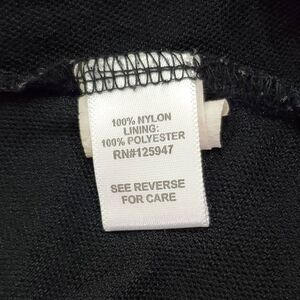 100% NYLON
LINING:
100% POLYESTER
RN#125947
SEE REVERSE
FOR CARE